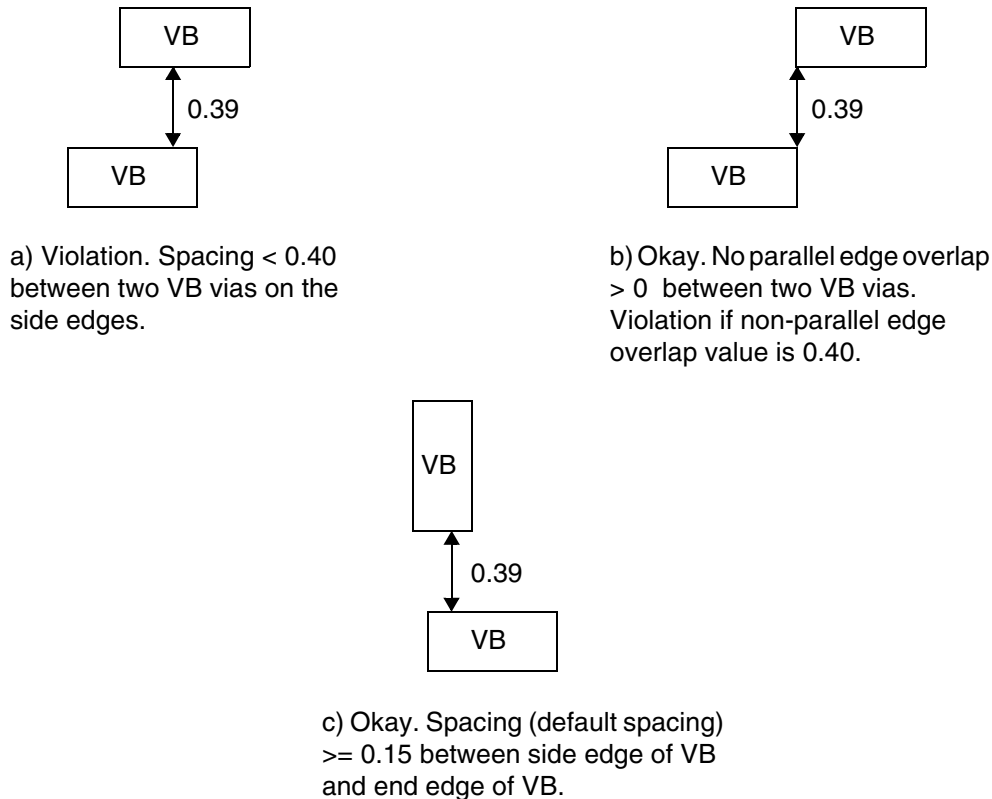 VB
0.39
VB
a) Violation. Spacing < 0.40
between two VB vias on the
side edges.
VB
0.39
VB
b) Okay. No parallel edge overlap
> 0 between two VB vias.
Violation if non-parallel edge
overlap value is 0.40.
VB
0.39
VB
c) Okay. Spacing (default spacing)
>= 0.15 between side edge of VB
and end edge of VB.